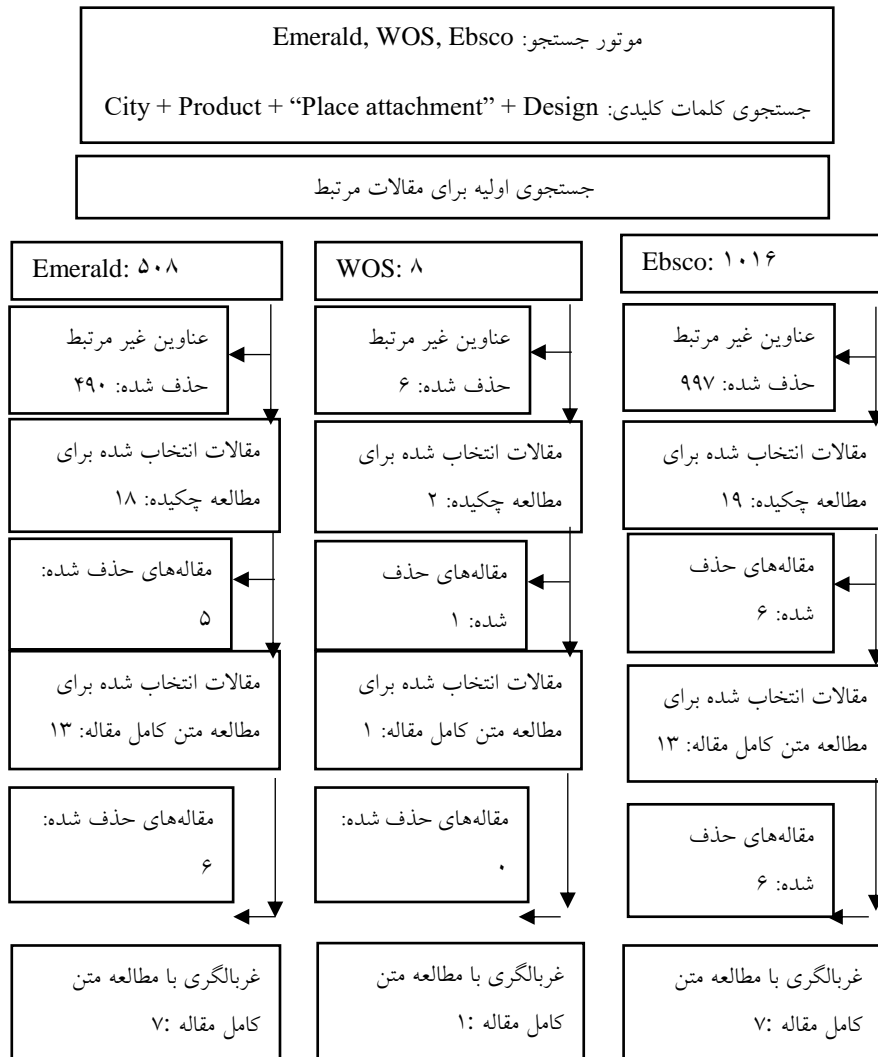 موتور جستجو: Emerald, WOS, Ebsco
جستجوی کلمات کلیدی: City + Product + “Place attachment” + Design
جستجوی اولیه برای مقالات مرتبط
Emerald: ۵۰۸
عناوین غیر مرتبط
حذف شده: ۴۹۰
مقالات انتخاب شده برای
مطالعه چکیده: ۱۸
مقاله‌های حذف شده:
۵
مقالات انتخاب شده برای
مطالعه متن کامل مقاله: ۱۳
مقاله‌های حذف شده:
۶
غربالگری با مطالعه متن
کامل مقاله :۷
WOS: ۸
عناوین غیر مرتبط
حذف شده: ۶
مقالات انتخاب شده برای
مطالعه چکیده: ۲
مقاله‌های حذف
شده: ۱
مقالات انتخاب شده برای
مطالعه متن کامل مقاله: ۱
مقاله‌های حذف شده:
۰
غربالگری با مطالعه متن
کامل مقاله :۱
Ebsco: ۱۰۱۶
عناوین غیر مرتبط
حذف شده: ۹۹۷
مقالات انتخاب شده برای
مطالعه چکیده: ۱۹
مقاله‌های حذف
شده: ۶
مقالات انتخاب شده برای
مطالعه متن کامل مقاله: ۱۳
مقاله‌های حذف
شده: ۶
غربالگری با مطالعه متن
کامل مقاله :۷